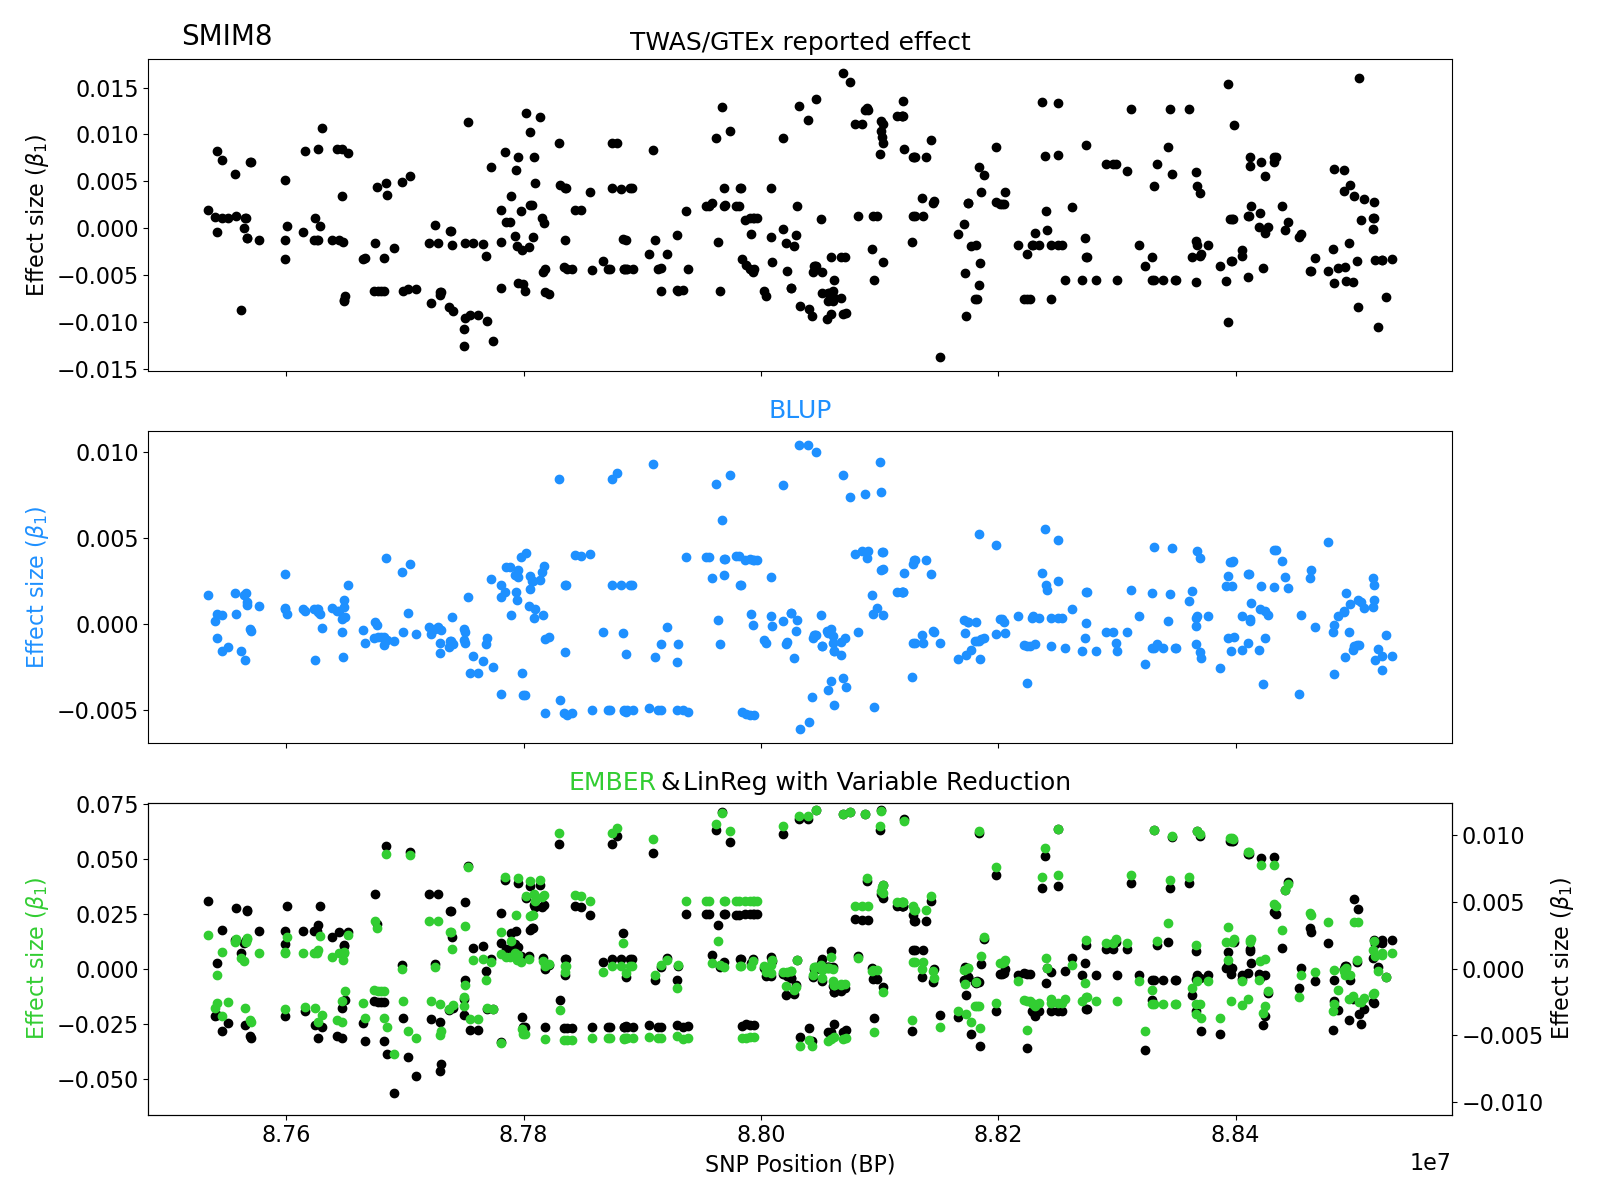 SMIM8
TWAS/GTEx reported effect
Effect size (β1)
0.015
0.010
0.005
0.000
−0.005
−0.010
−0.015
BLUP
Effect size (β1)
0.010
0.005
0.000
−0.005
EMBER & LinReg with Variable Reduction
Effect size (β1)
0.075
0.050
0.025
0.000
−0.025
−0.050
0.010
0.005
0.000
−0.005
−0.010
Effect size (β1)
8.76 8.78 8.80 8.82 8.84
SNP Position (BP)
1e7